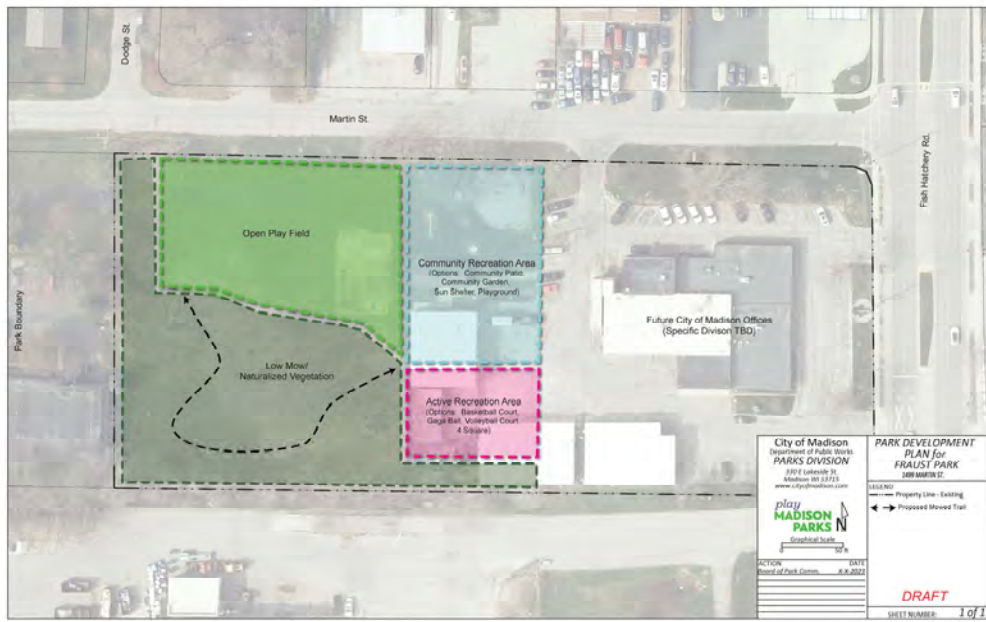 Dodge St.
Martin St.
Fish Hatchery Rd.
Park Boundary
Open Play Field
Community Recreation Area
(Options: Community Patio,
Community Garden,
Sun Shelter, Playground)
Future City of Madison Offices
(Specific Divison TBD)
Low Mow/
Naturalized Vegetation
Active Recreation Area
(Options: Basketball Court,
Gaga Ball, Volleyball Court
4 Square)
City of Madison
Department of Public Works
PARKS DIVISION
330 E Lakeside St.
Madison WI 53715
www.cityofmadison.com
play
MADISON
PARKS
N
Graphical Scale
0 50 ft
ACTION DATE
Board of Park Comm. X-X-2023
PARK DEVELOPMENT
PLAN for
FRAUST PARK
1499 MARTIN ST.
LEGEND
Property Line - Existing
Proposed Mowed Trail
DRAFT
SHEET NUMBER: 1 of 1